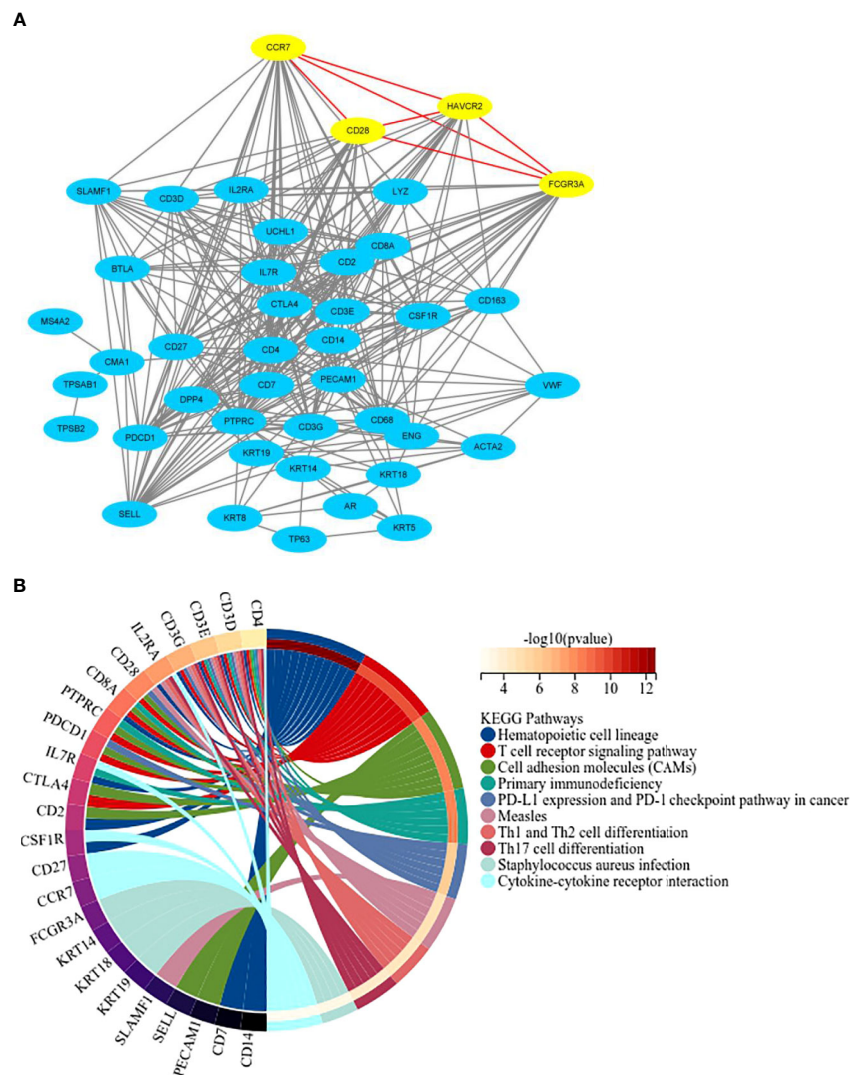 A
CCR7
HAVCR2
CD28
FCGR3A
SLAMF1
CD3D
IL2RA
LYZ
UCHL1
CD8A
CD2
BTLA
IL7R
CTLA4
CD163
CD3E
CSF1R
MS4A2
CD14
CD27
CD4
CMA1
PECAM1
TPSAB1
CD7
VWF
DPP4
PTPRC
CD68
TPSB2
CD3G
PDCD1
ENG
ACTA2
KRT19
KRT14
KRT18
SELL
KRT8
AR
KRT5
TP63
B
CD4
CD3D
CD3E
CD3G
IL2RA
CD28
CD8A
PTPRC
PDCD1
IL7R
CTLA4
CD2
CSF1R
CD27
CCR7
FCGR3A
KRT14
KRT18
KRT19
SLAMF1
SELL
PECAM1
CD7
CD14
-log10(pvalue)
4 6 8 10 12
KEGG Pathways
Hematopoietic cell lineage
T cell receptor signaling pathway
Cell adhesion molecules (CAMs)
Primary immunodeficiency
PD-L1 expression and PD-1 checkpoint pathway in cancer
Measles
Th1 and Th2 cell differentiation
Th17 cell differentiation
Staphylococcus aureus infection
Cytokine-cytokine receptor interaction